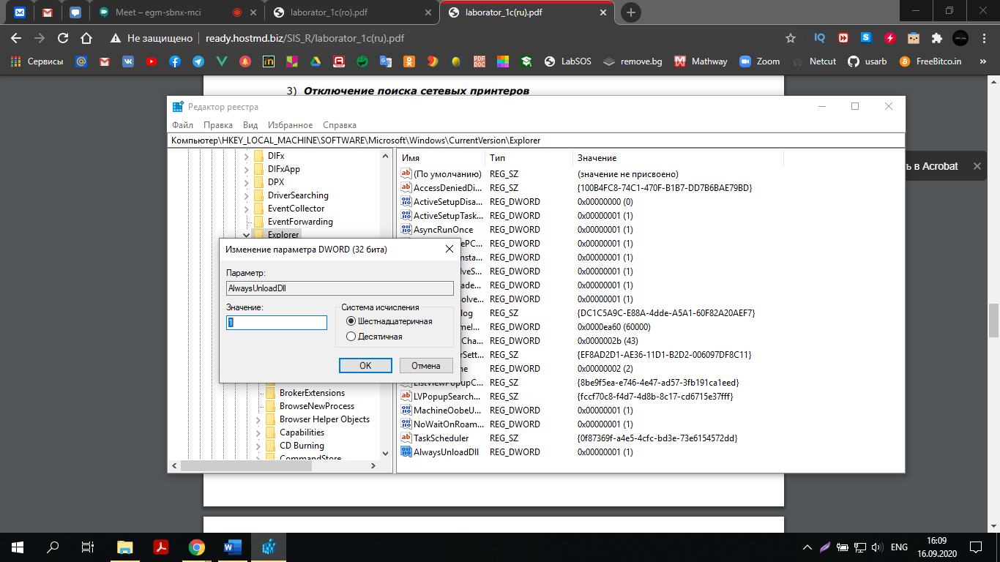 Meet – egm-sbnx-mci
laborator_1c(ro).pdf
laborator_1c(ru).pdf
Не защищено
ready.hostmd.biz/SIS_R/laborator_1c(ru).pdf
Сервисы
LabSOS
remove.bg
Mathway
Zoom
Netcut
usarb
FreeBitco.in
»
3) Отключение поиска сетевых принтеров
ь в Acrobat
Редактор реестра
Файл Правка Вид Избранное Справка
Компьютер\HKEY_LOCAL_MACHINE\SOFTWARE\Microsoft\Windows\CurrentVersion\Explorer
DIFx
DIFxApp
DPX
DriverSearching
EventCollector
EventForwarding
Explorer
BrokerExtensions
BrowseNewProcess
Browser Helper Objects
Capabilities
CD Burning
CommandStore
Имя Тип Значение
(По умолчанию) REG_SZ (значение не присвоено)
AccessDeniedDi... REG_SZ {100B4FC8-74C1-470F-B1B7-DD7B6BAE79BD}
ActiveSetupDisa... REG_DWORD 0x00000000 (0)
ActiveSetupTask... REG_DWORD 0x00000001 (1)
AsyncRunOnce REG_DWORD 0x00000001 (1)
ePC... REG_DWORD 0x00000001 (1)
nsta... REG_DWORD 0x00000001 (1)
lveS... REG_DWORD 0x00000001 (1)
ade... REG_DWORD 0x00000001 (1)
olve... REG_DWORD 0x00000001 (1)
log REG_SZ {DC1C5A9C-E88A-4dde-A5A1-60F82A20AEF7}
mel... REG_DWORD 0x0000ea60 (60000)
Cha... REG_DWORD 0x0000002b (43)
rSett... REG_SZ {EF8AD2D1-AE36-11D1-B2D2-006097DF8C11}
me REG_DWORD 0x00000002 (2)
ListViewPopupC... REG_SZ {8be9f5ea-e746-4e47-ad57-3fb191ca1eed}
LVPopupSearch... REG_SZ {fccf70c8-f4d7-4d8b-8c17-cd6715e37fff}
MachineOobeU... REG_DWORD 0x00000001 (1)
NoWaitOnRoam... REG_DWORD 0x00000001 (1)
TaskScheduler REG_SZ {0f87369f-a4e5-4cfc-bd3e-73e6154572dd}
AlwaysUnloadDll REG_DWORD 0x00000001 (1)
Изменение параметра DWORD (32 бита)
Параметр:
AlwaysUnloadDll
Значение:
1
Система исчисления
Шестнадцатеричная
Десятичная
OK Отмена
ENG
16:09
16.09.2020